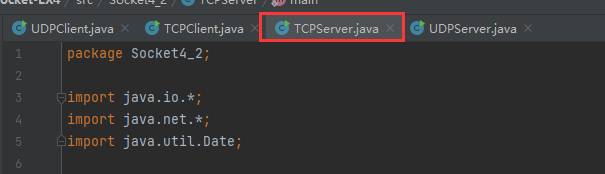 ocket-EX4 / src / Socket4_2 / TCPServer / main
UDPClient.java TCPClient.java TCPServer.java UDPServer.java
1 package Socket4_2;
2
3 import java.io.*;
4 import java.net.*;
5 import java.util.Date;
6